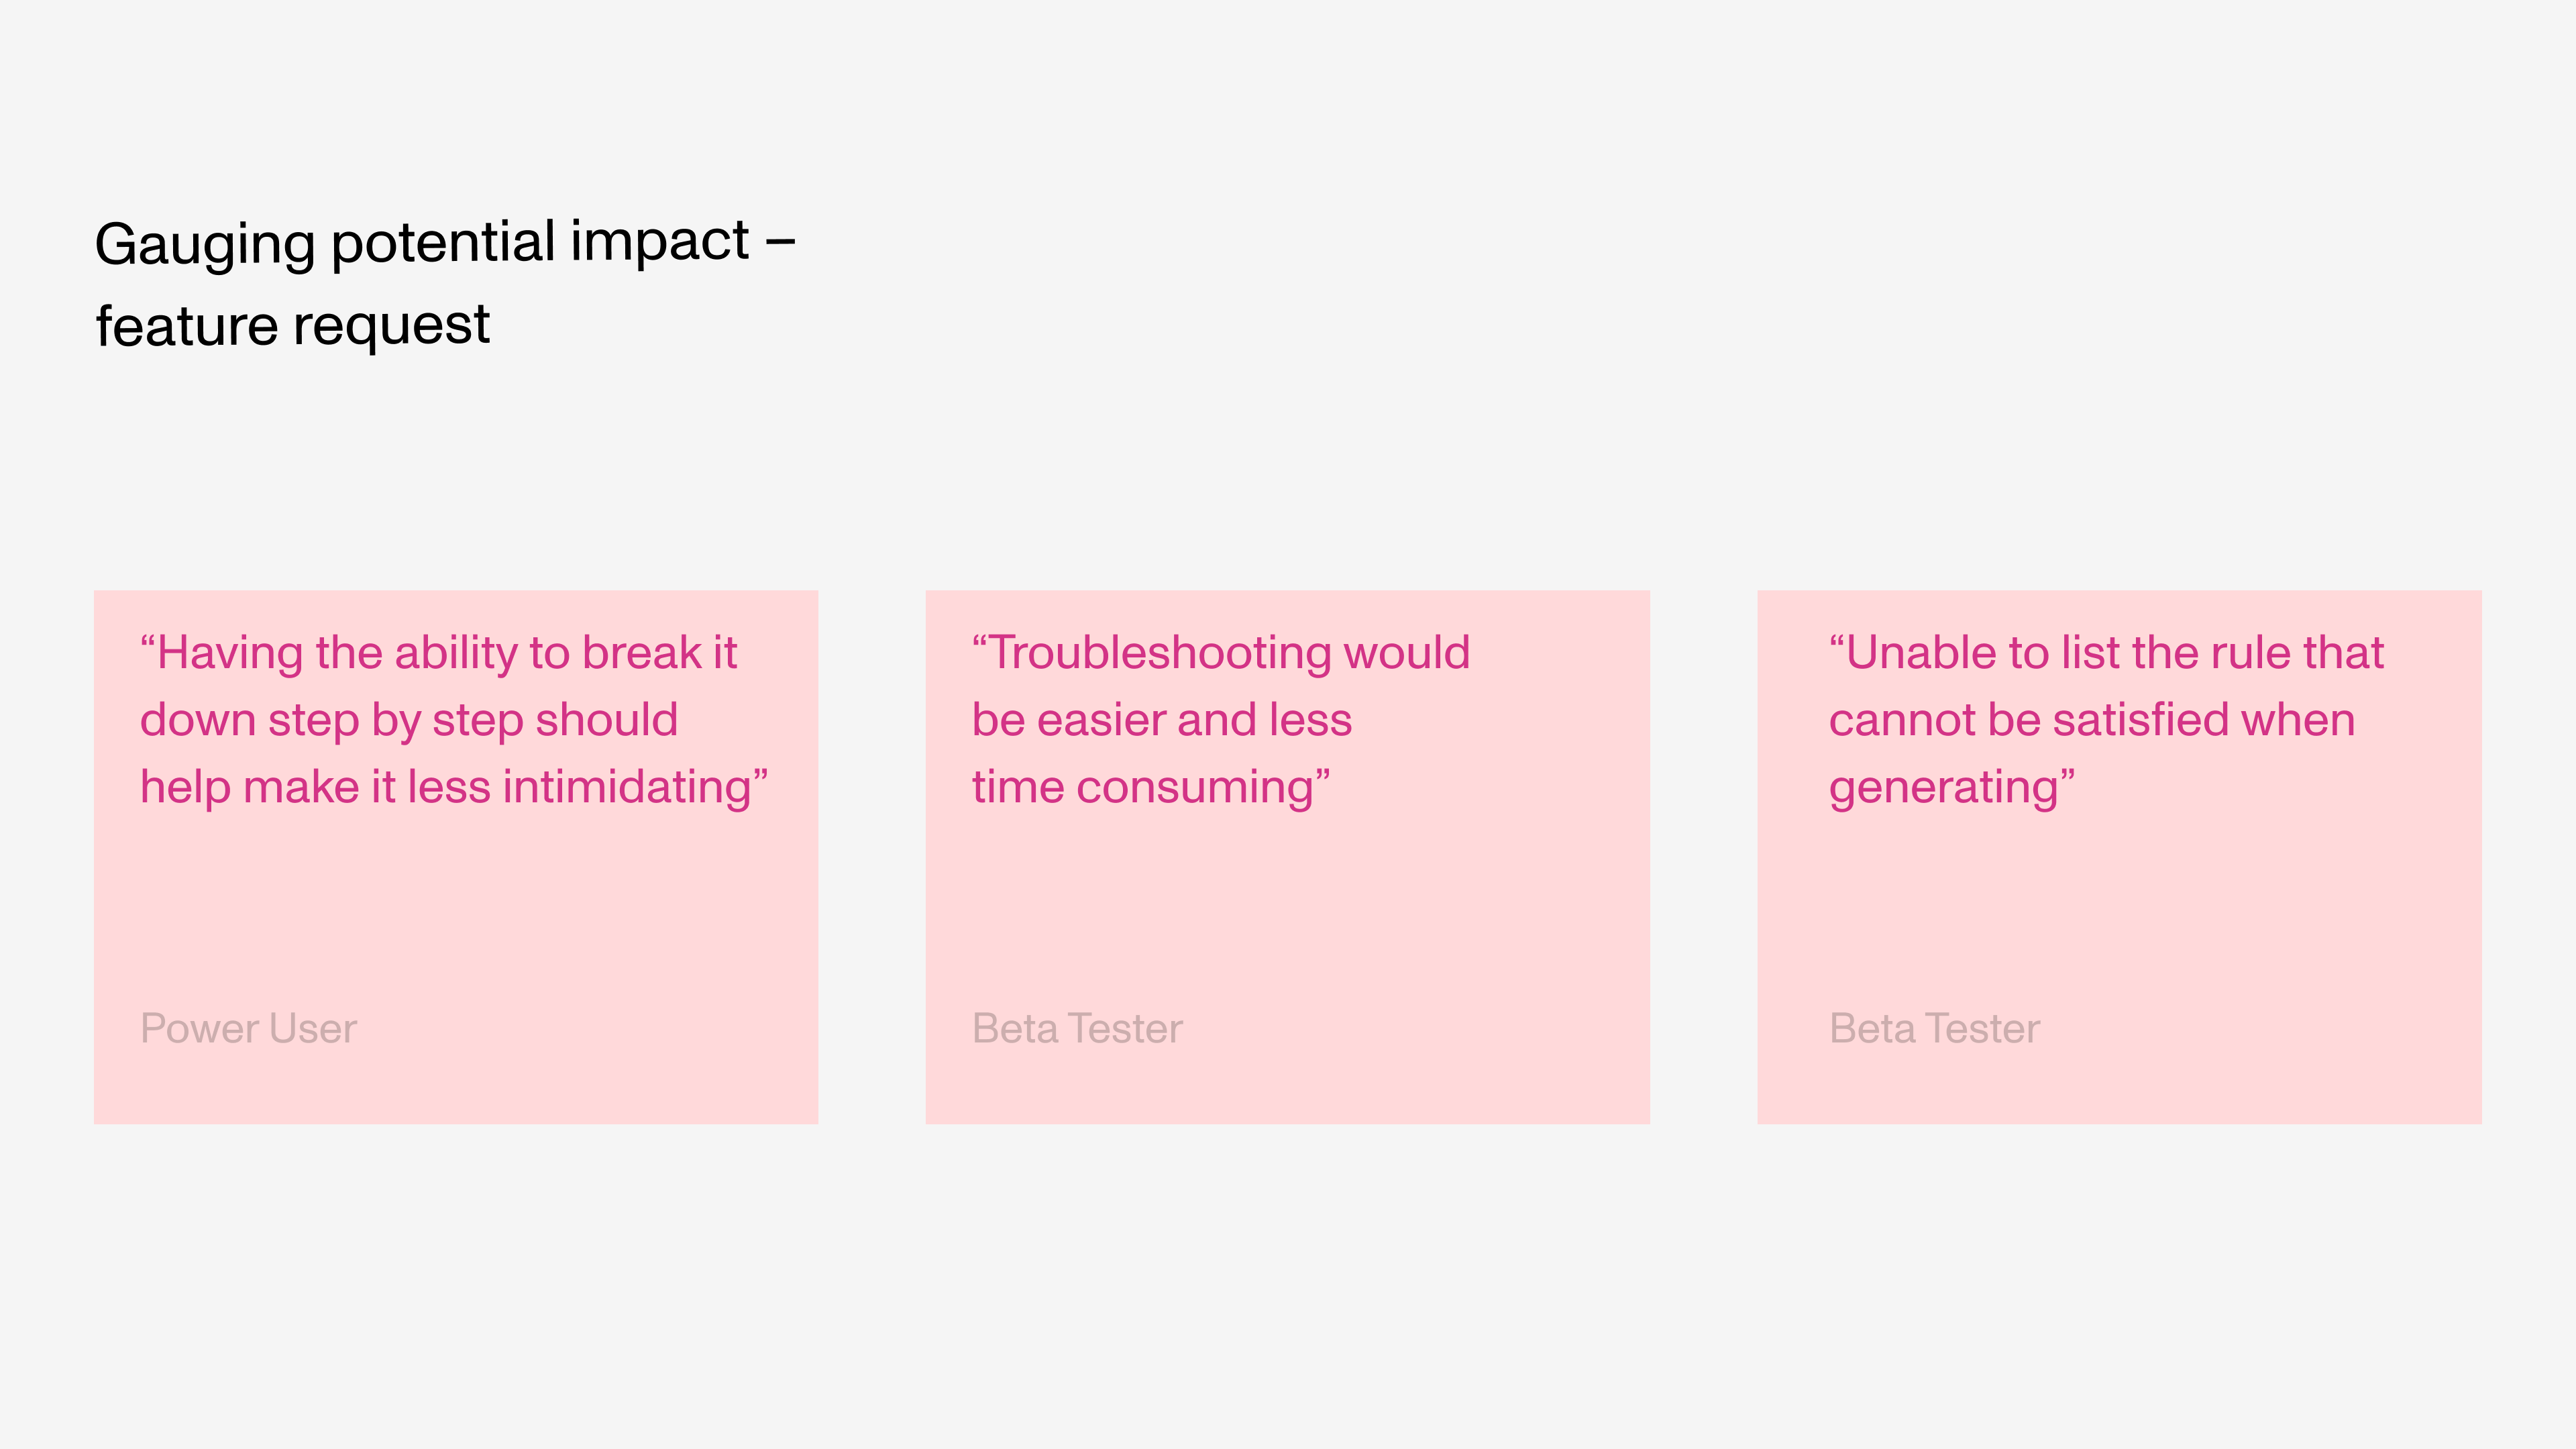 Gauging potential impact –
feature request
“Having the ability to break it
down step by step should
help make it less intimidating”
Power User
“Troubleshooting would
be easier and less
time consuming”
Beta Tester
“Unable to list the rule that
cannot be satisfied when
generating”
Beta Tester